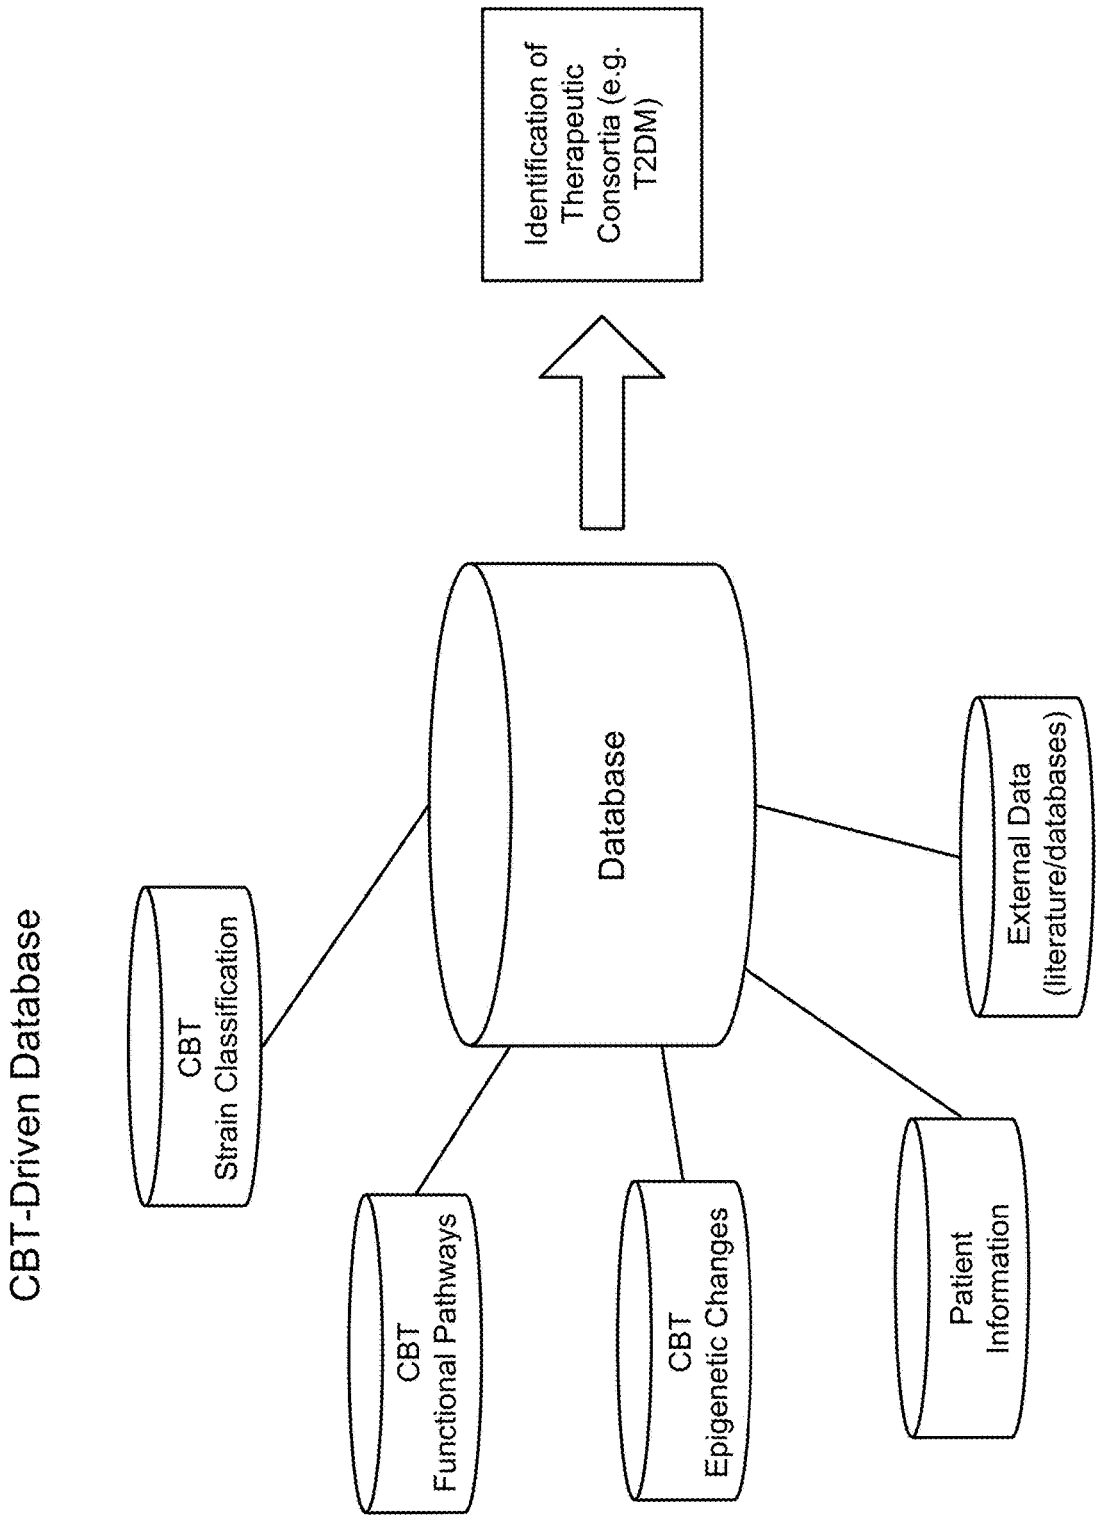 CBT-Driven Database
CBT
Strain Classification
CBT
Functional Pathways
CBT
Epigenetic Changes
Patient
Information
External Data
(literature/databases)
Database
Identification of
Therapeutic
Consortia (e.g.
T2DM)